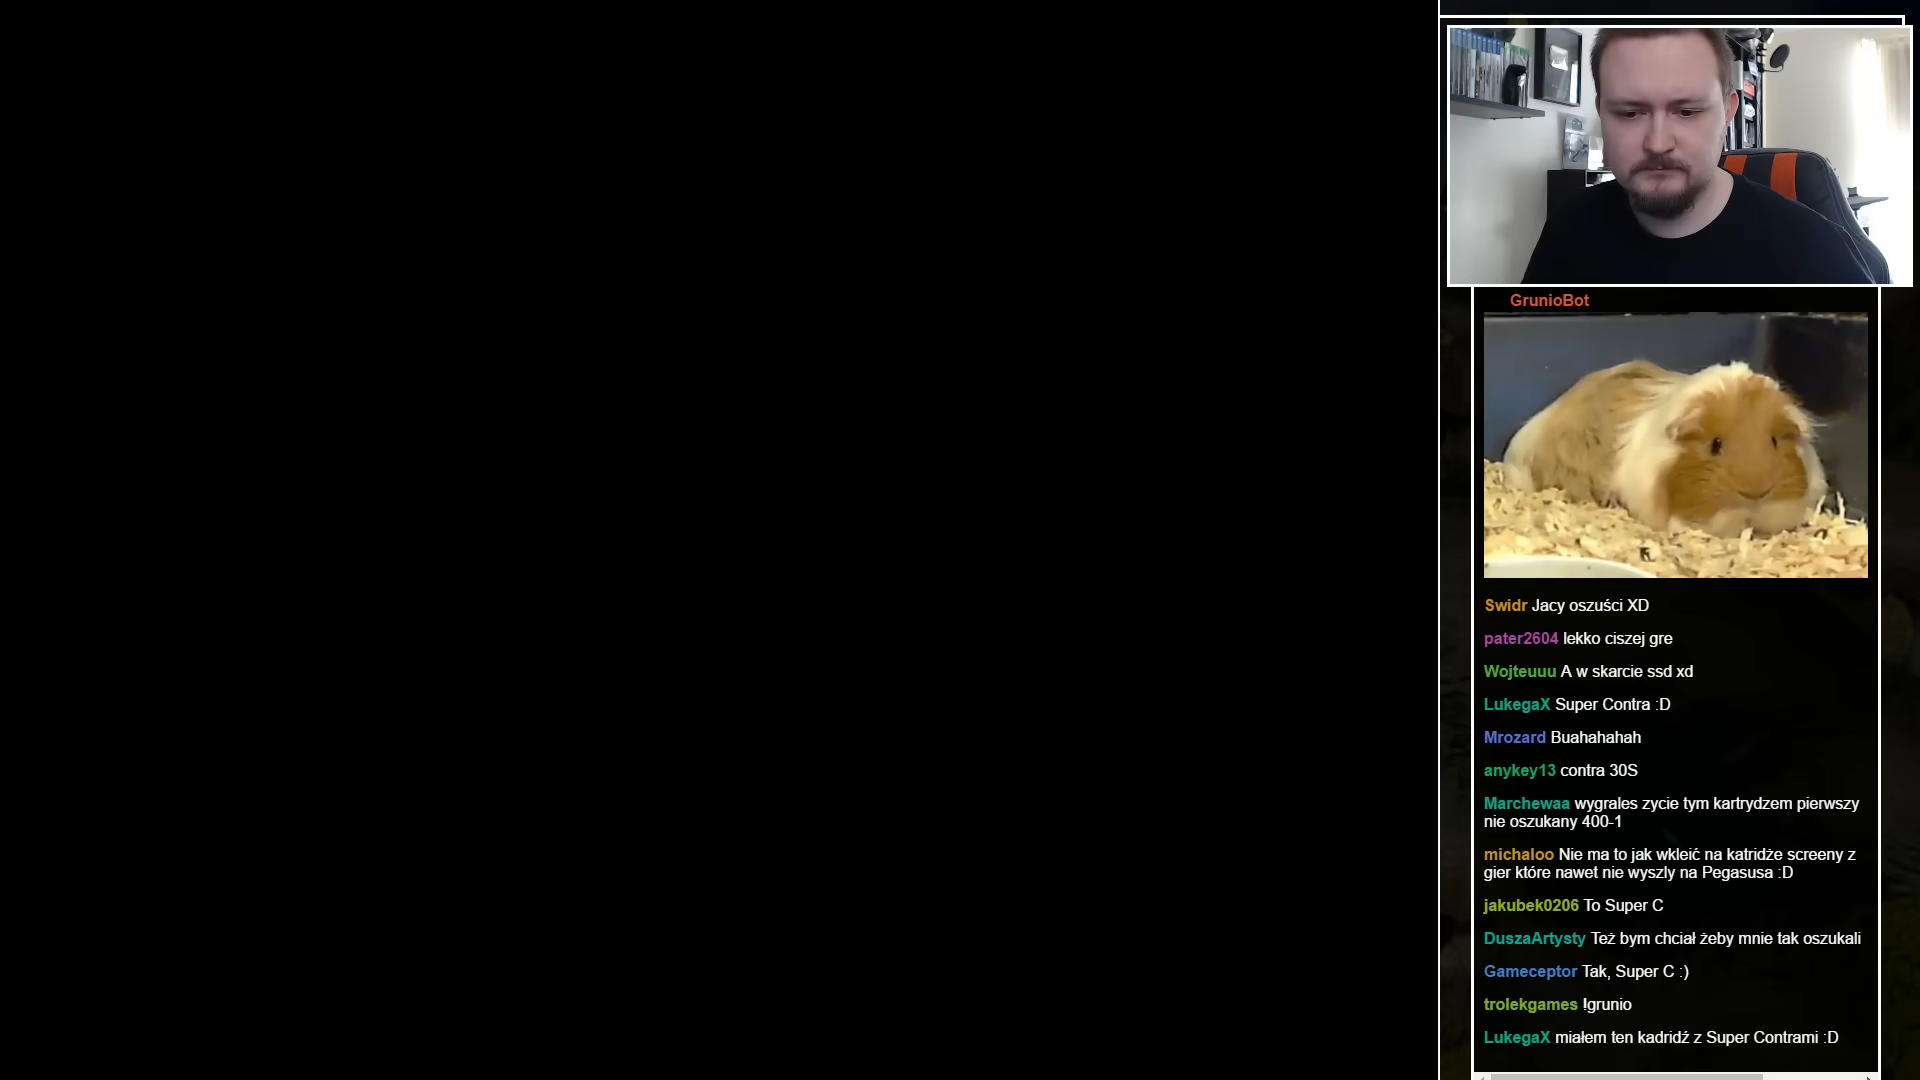 GrunioBot
Swidr Jacy oszuści XD
pater2604 lekko ciszej gre
Wojteuuu A w skarcie ssd xd
LukegaX Super Contra :D
Mrozard Buahahahah
anykey13 contra 30S
Marchewaa wygrales zycie tym kartrydzem pierwszy
nie oszukany 400-1
michaloo Nie ma to jak wkleić na katridże screeny z
gier które nawet nie wyszly na Pegasusa :D
jakubek0206 To Super C
DuszaArtysty Też bym chciał żeby mnie tak oszukali
Gameceptor Tak, Super C :)
trolekgames !grunio
LukegaX miałem ten kadridź z Super Contrami :D